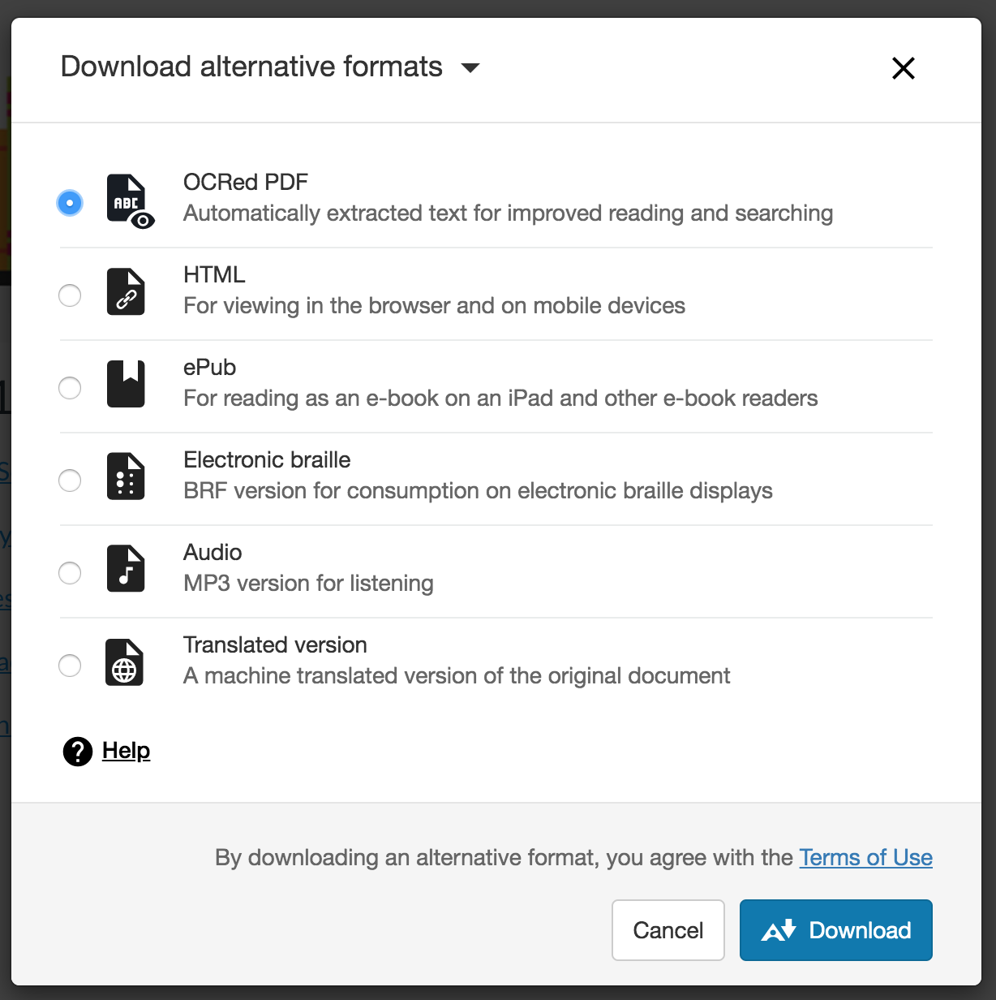 Download alternative formats
ABC
OCRed PDF
Automatically extracted text for improved reading and searching
HTML
For viewing in the browser and on mobile devices
ePub
For reading as an e-book on an iPad and other e-book readers
Electronic braille
BRF version for consumption on electronic braille displays
Audio
MP3 version for listening
Translated version
A machine translated version of the original document
? Help
By downloading an alternative format, you agree with the Terms of Use
Cancel
Download